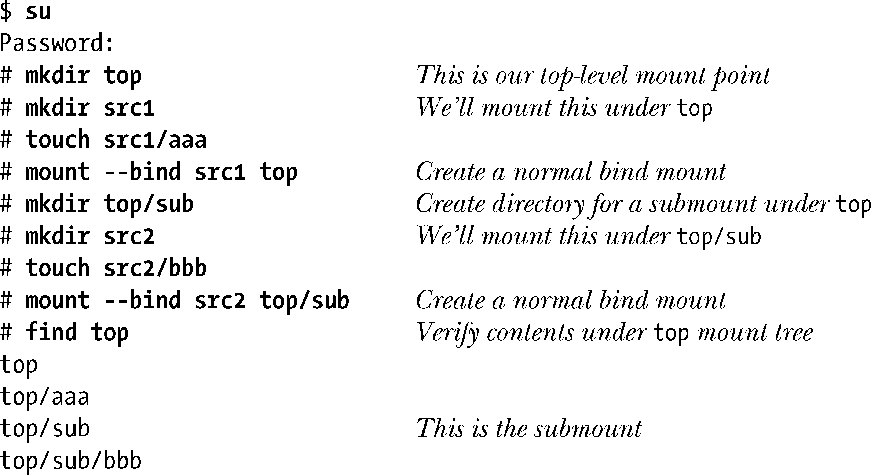 $ su
Password:
# mkdir top This is our top-level mount point
# mkdir src1 We'll mount this under top
# touch src1/aaa
# mount --bind src1 top Create a normal bind mount
# mkdir top/sub Create directory for a submount under top
# mkdir src2 We'll mount this under top/sub
# touch src2/bbb
# mount --bind src2 top/sub Create a normal bind mount
# find top Verify contents under top mount tree
top
top/aaa
top/sub This is the submount
top/sub/bbb